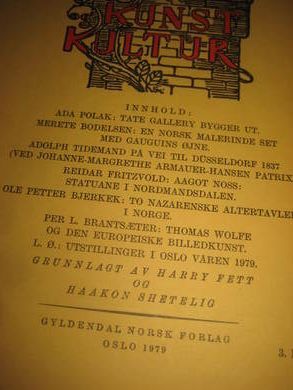 KUNST
KULTUR
INNHOLD:
ADA POLAK: TATE GALLERY BYGGER UT.
MERETE BODELSEN: EN NORSK MALERINDE SET
MED GAUGUINS ØJNE.
ADOLPH TIDEMAND PÅ VEI TIL DÜSSELDORF 1837
(VED JOHANNE-MARGRETHE ARMAUER-HANSEN PATRIX
REIDAR FRITZVOLD: AAGOT NOSS:
STATUANE I NORDMANDSDALEN.
OLE PETTER BJERKEK: TO NAZARENSKE ALTERTAVLER
I NORGE.
PER L. BRANTSÆTER: THOMAS WOLFE
OG DEN EUROPEISKE BILLEDKUNST.
L. Ø.: UTSTILLINGER I OSLO VÅREN 1979.
GRUNNLAGT AV HARRY FETT
OG
HAAKON SHETELIG
GYLDENDAL NORSK FORLAG
OSLO 1979
3.